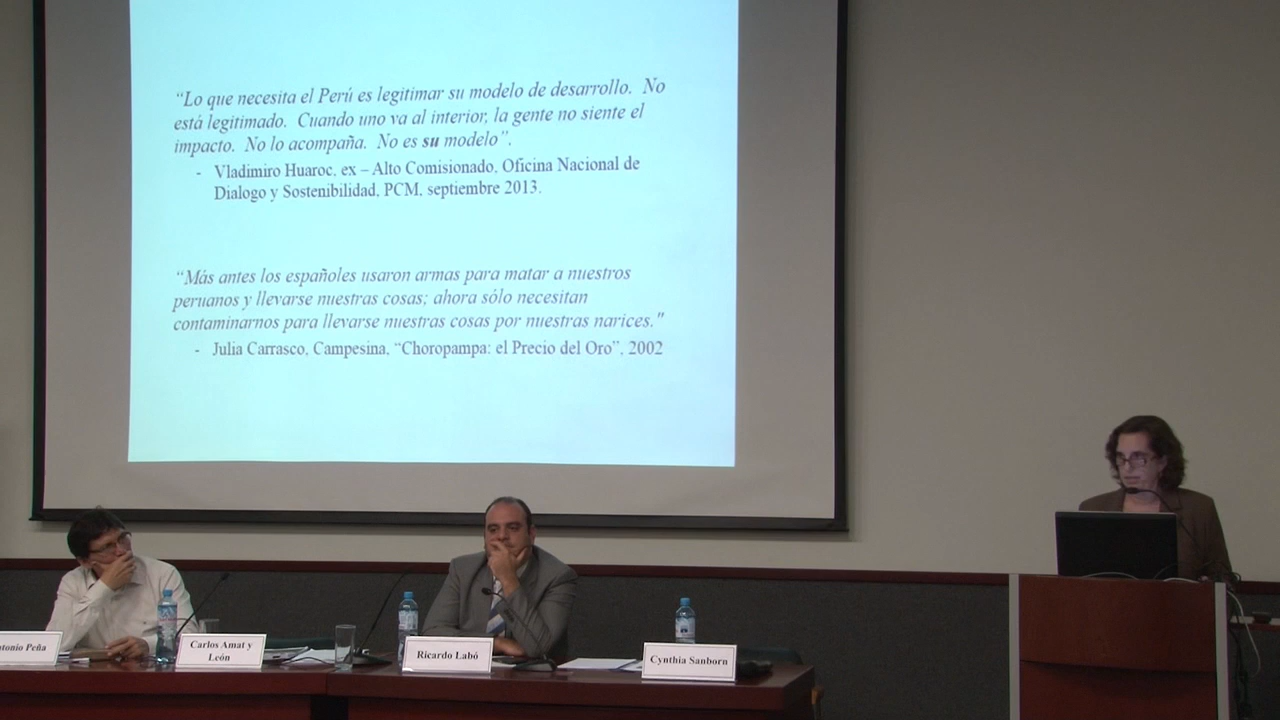 “Lo que necesita el Perú es legitimar su modelo de desarrollo. No
está legitimado. Cuando uno va al interior, la gente no siente el
impacto. No lo acompaña. No es su modelo”.
- Vladimiro Huaroc, ex – Alto Comisionado, Oficina Nacional de
Dialogo y Sostenibilidad, PCM, septiembre 2013.
“Más antes los españoles usaron armas para matar a nuestros
peruanos y llevarse nuestras cosas; ahora sólo necesitan
contaminarnos para llevarse nuestras cosas por nuestras narices."
- Julia Carrasco, Campesina, “Choropampa: el Precio del Oro”, 2002
Peña
Carlos Amat y
León
Ricardo Labó
Cynthia Sanborn